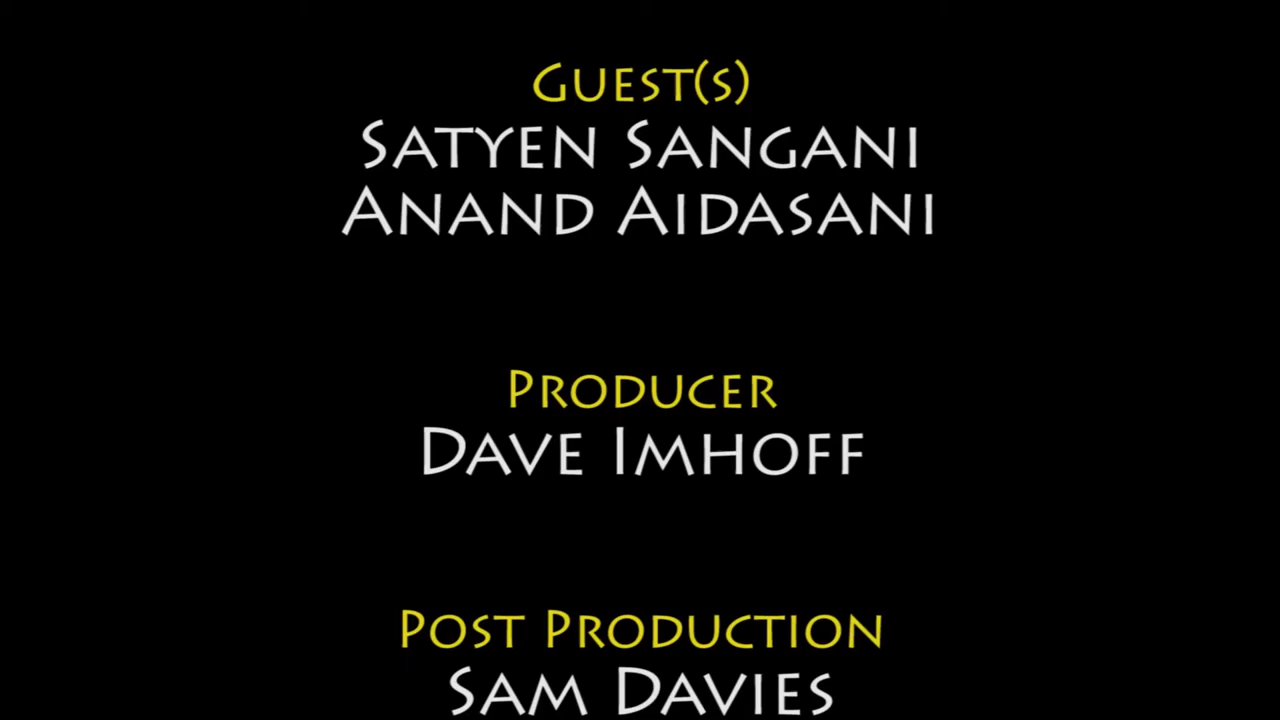 Guest(s)
Satyen Sangani
Anand Aidasani
Producer
Dave Imhoff
Post Production
Sam Davies